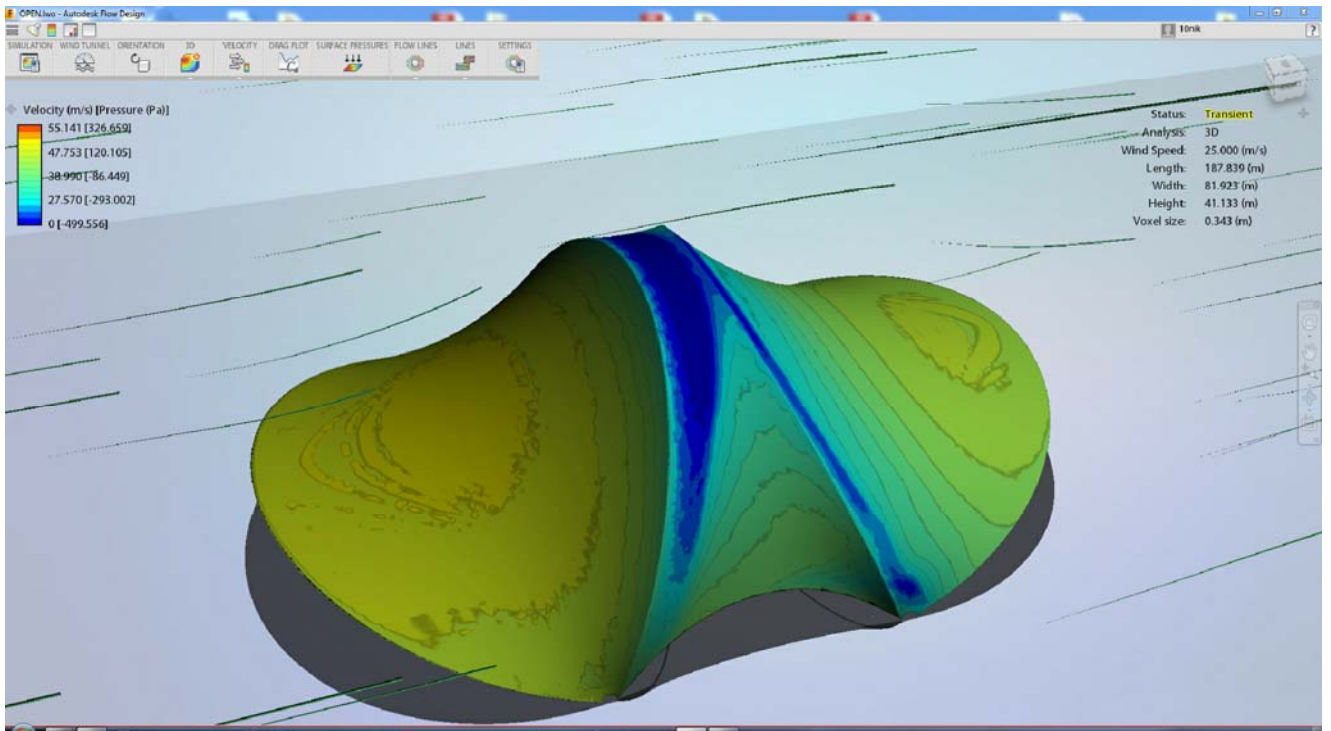 OPEN.lwo - Autodesk Flow Design
10nik
?
SIMULATION WIND TUNNEL ORIENTATION 3D VELOCITY DRAG PLOT SURFACE PRESSURES FLOW LINES LINES SETTINGS
Velocity (m/s) [Pressure (Pa)]
55.141 [326.659]
47.753 [120.105]
38.990 [-86.449]
27.570 [-293.002]
0 [-499.556]
Status: Transient
Analysis: 3D
Wind Speed: 25.000 (m/s)
Length: 187.839 (m)
Width: 81.923 (m)
Height: 41.133 (m)
Voxel size: 0.343 (m)